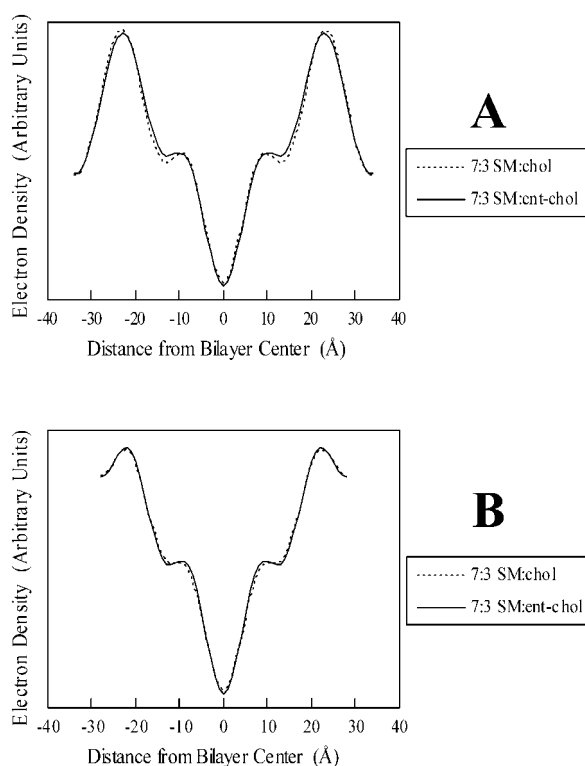 Electron Density (Arbitrary Units)
-40 -30 -20 -10 0 10 20 30 40
Distance from Bilayer Center (Å)
A
7:3 SM:chol
7:3 SM:ent-chol
Electron Density (Arbitrary Units)
-40 -30 -20 -10 0 10 20 30 40
Distance from Bilayer Center (Å)
B
7:3 SM:chol
7:3 SM:ent-chol